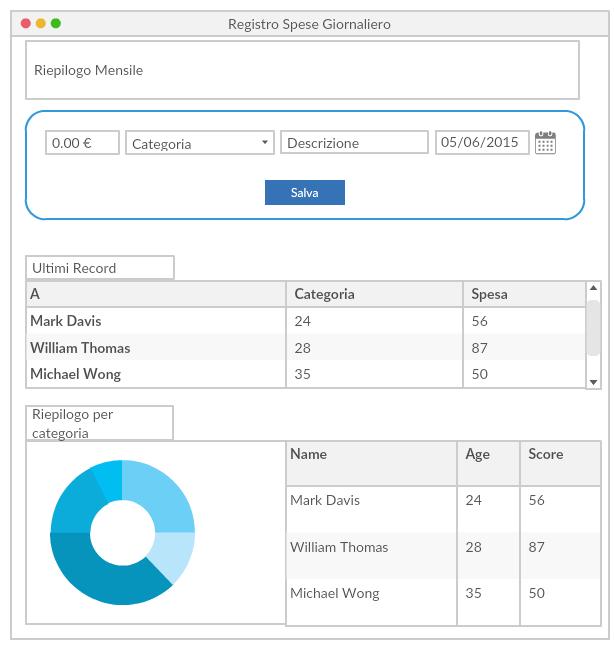 Registro Spese Giornaliero
Riepilogo Mensile
0.00 € Categoria Descrizione 05/06/2015
Salva
Ultimi Record
A Categoria Spesa
Mark Davis 24 56
William Thomas 28 87
Michael Wong 35 50
Riepilogo per
categoria
Name Age Score
Mark Davis 24 56
William Thomas 28 87
Michael Wong 35 50